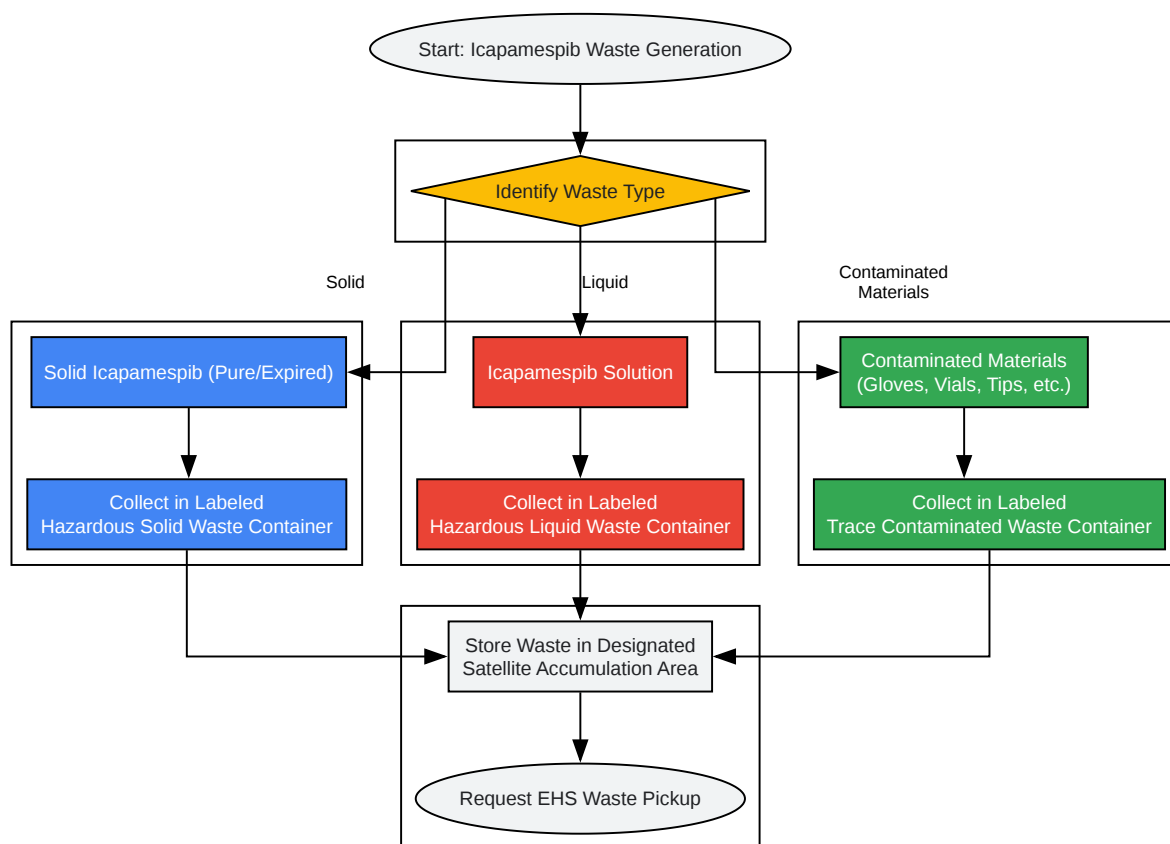 Start: Icapamespib Waste Generation
Identify Waste Type
Solid
Liquid
Contaminated
Materials
Solid Icapamespib (Pure/Expired)
Icapamespib Solution
Contaminated Materials
(Gloves, Vials, Tips, etc.)
Collect in Labeled
Hazardous Solid Waste Container
Collect in Labeled
Hazardous Liquid Waste Container
Collect in Labeled
Trace Contaminated Waste Container
Store Waste in Designated
Satellite Accumulation Area
Request EHS Waste Pickup